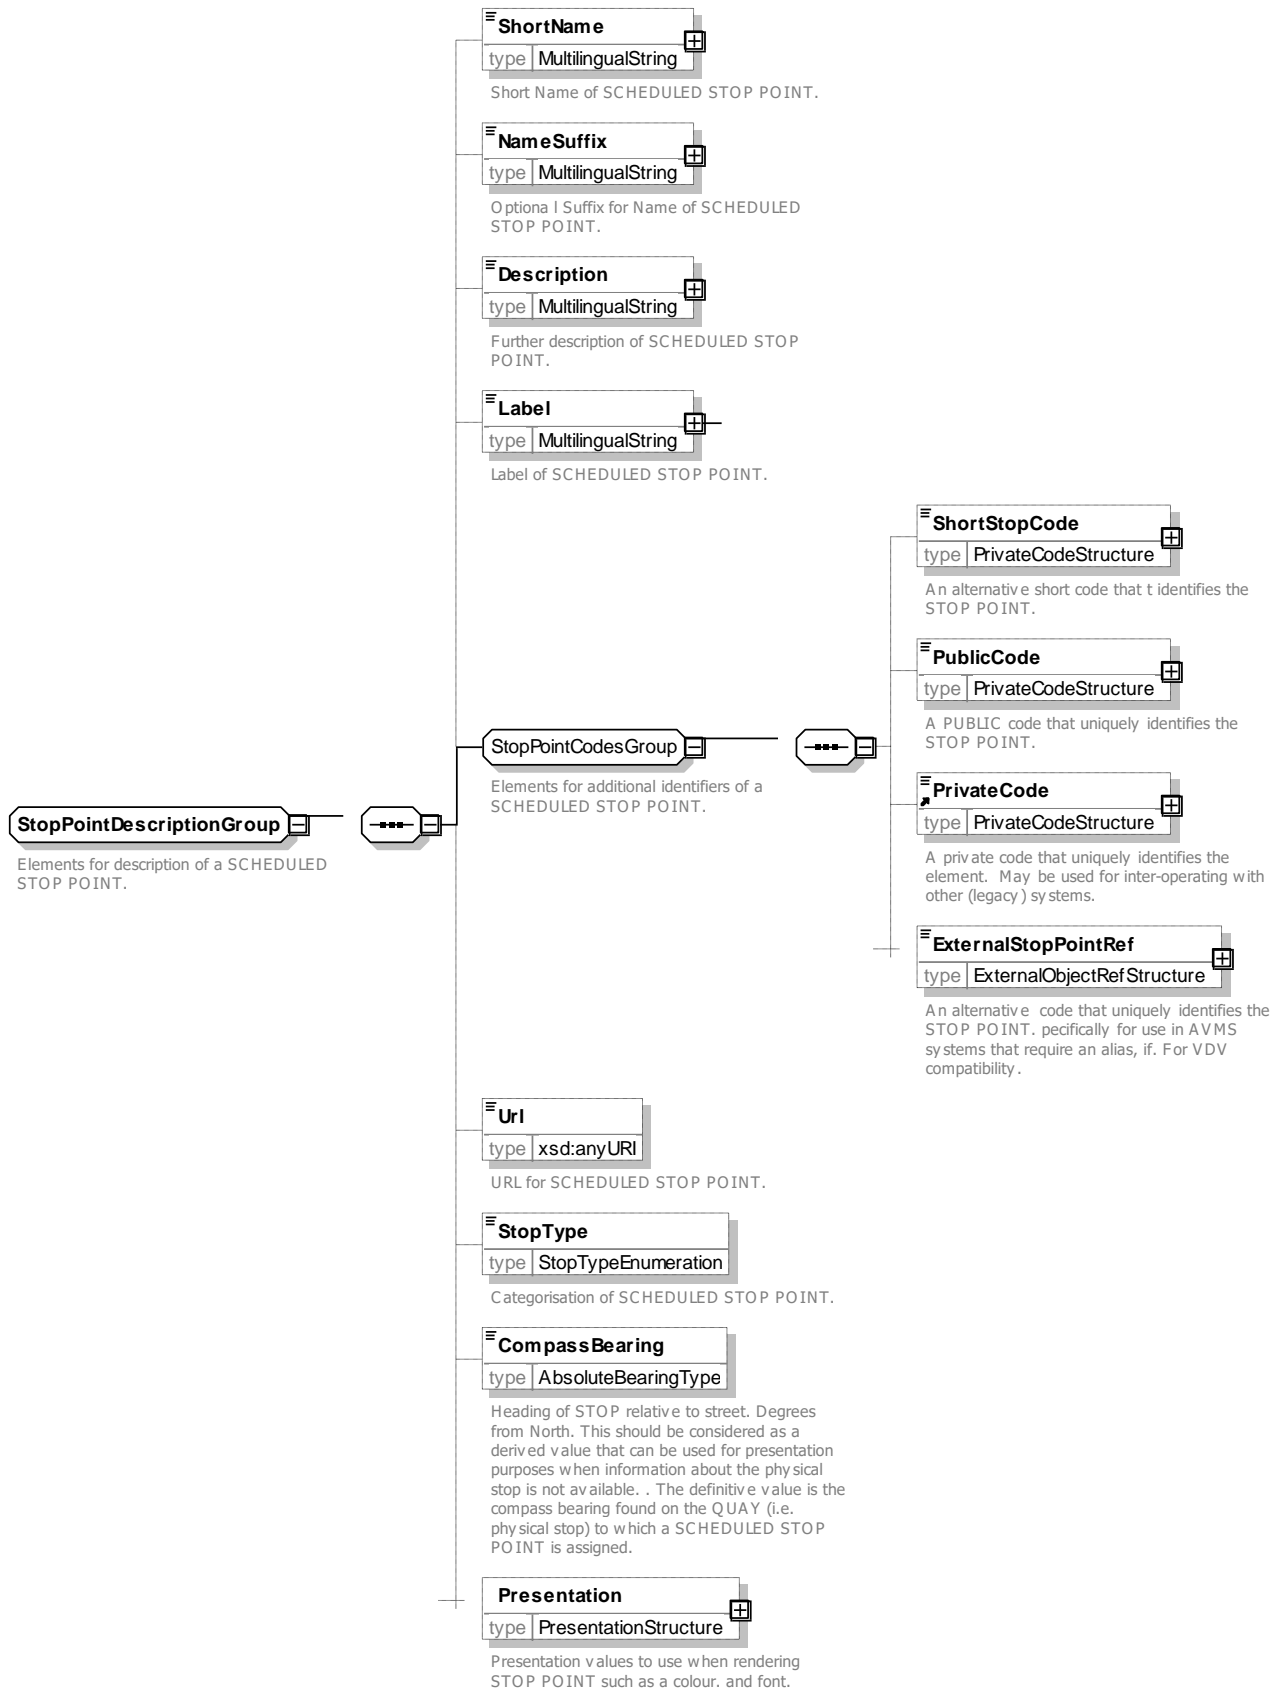 ShortName
type MultilingualString
Short Name of SCHEDULED STOP POINT.
NameSuffix
type MultilingualString
Optiona l Suffix for Name of SCHEDULED
STOP POINT.
Description
type MultilingualString
Further description of SCHEDULED STOP
POINT.
Label
type MultilingualString
Label of SCHEDULED STOP POINT.
ShortStopCode
type PrivateCodeStructure
An alternative short code that t identifies the
STOP POINT.
PublicCode
type PrivateCodeStructure
A PUBLIC code that uniquely identifies the
STOP POINT.
StopPointCodesGroup
Elements for additional identifiers of a
SCHEDULED STOP POINT.
PrivateCode
type PrivateCodeStructure
A private code that uniquely identifies the
element. May be used for inter-operating with
other (legacy) systems.
StopPointDescriptionGroup
Elements for description of a SCHEDULED
STOP POINT.
ExternalStopPointRef
type ExternalObjectRefStructure
An alternative code that uniquely identifies the
STOP POINT. pecifically for use in AVMS
systems that require an alias, if. For VDV
compatibility.
Url
type xsd:anyURI
URL for SCHEDULED STOP POINT.
StopType
type StopTypeEnumeration
Categorisation of SCHEDULED STOP POINT.
CompassBearing
type AbsoluteBearingType
Heading of STOP relative to street. Degrees
from North. This should be considered as a
derived value that can be used for presentation
purposes when information about the physical
stop is not available. . The definitive value is the
compass bearing found on the QUAY (i.e.
physical stop) to which a SCHEDULED STOP
POINT is assigned.
Presentation
type PresentationStructure
Presentation values to use when rendering
STOP POINT such as a colour. and font.